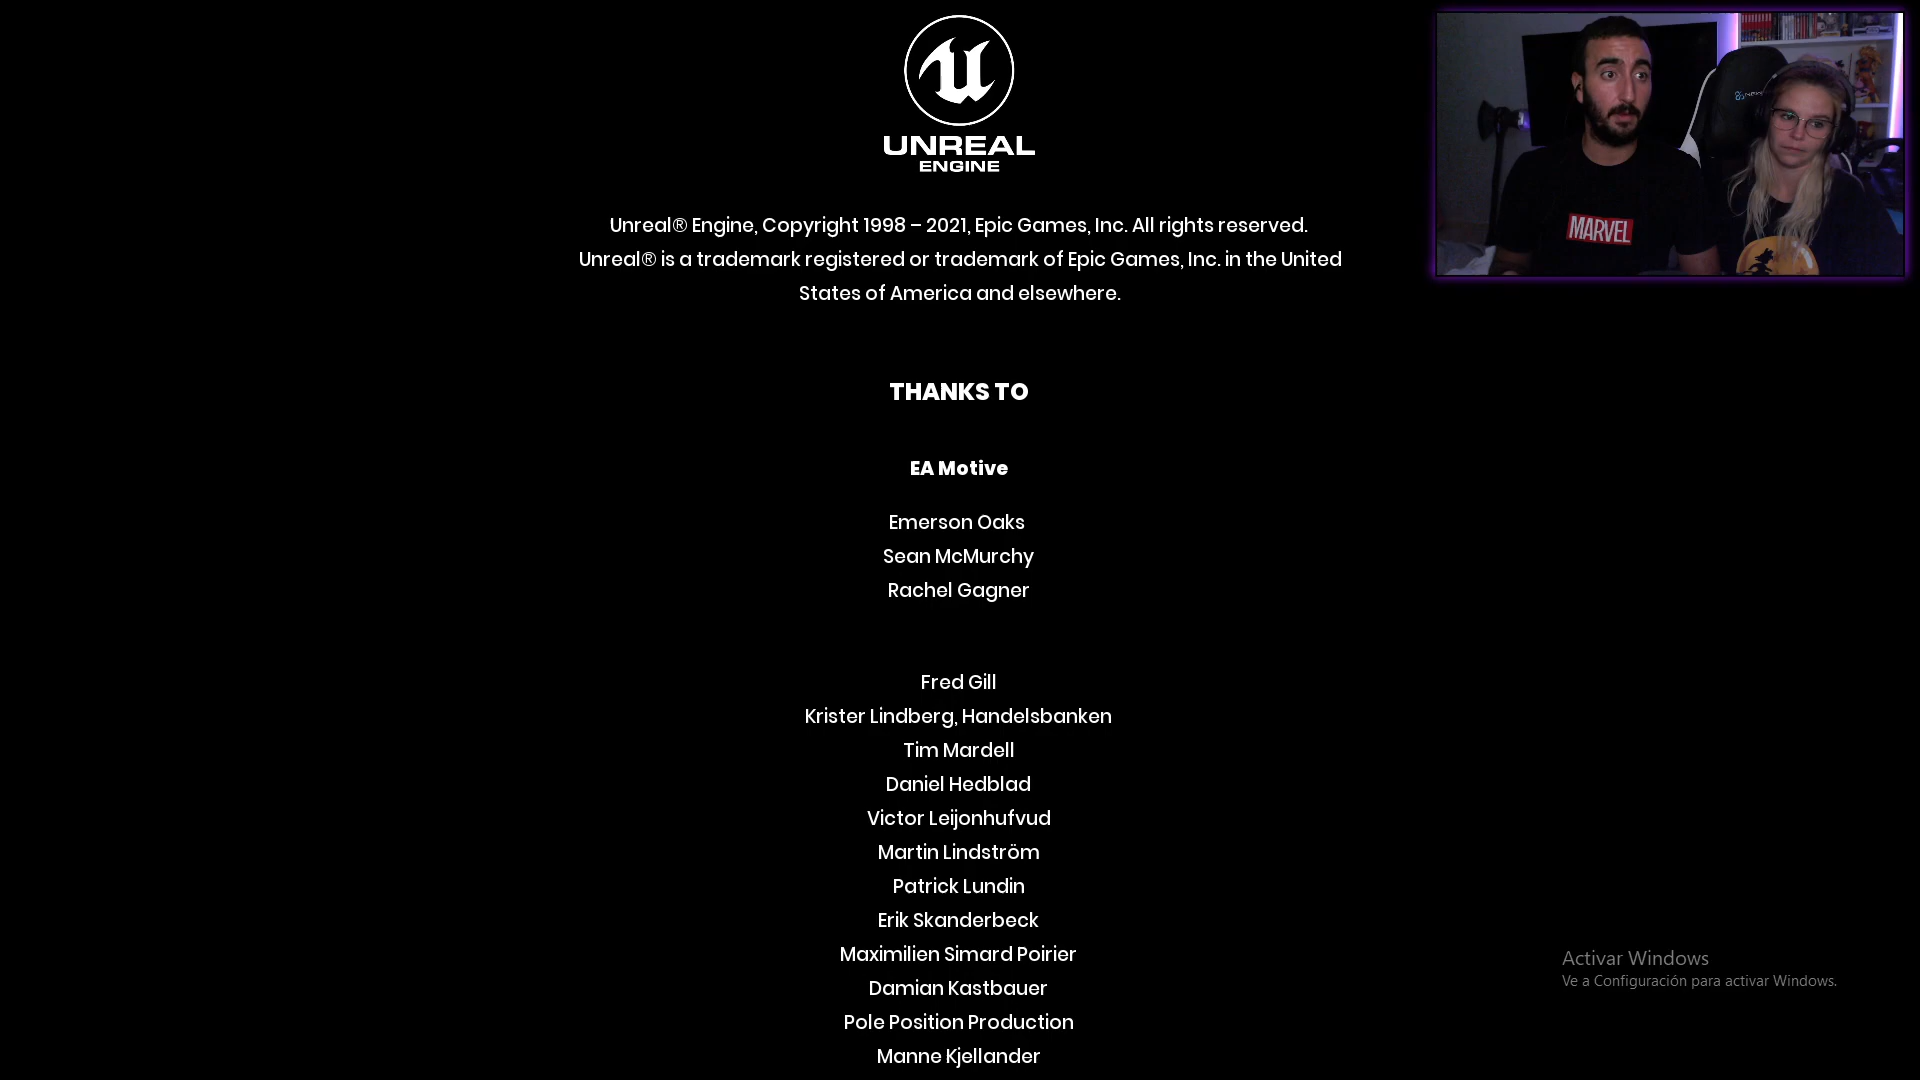 UNREAL
ENGINE
Unreal® Engine, Copyright 1998 – 2021, Epic Games, Inc. All rights reserved.
Unreal® is a trademark registered or trademark of Epic Games, Inc. in the United
States of America and elsewhere.
THANKS TO
EA Motive
Emerson Oaks
Sean McMurchy
Rachel Gagner
Fred Gill
Krister Lindberg, Handelsbanken
Tim Mardell
Daniel Hedblad
Victor Leijonhufvud
Martin Lindström
Patrick Lundin
Erik Skanderbeck
Maximilien Simard Poirier
Damian Kastbauer
Pole Position Production
Manne Kjellander
MARVEL
Activar Windows
Ve a Configuración para activar Windows.